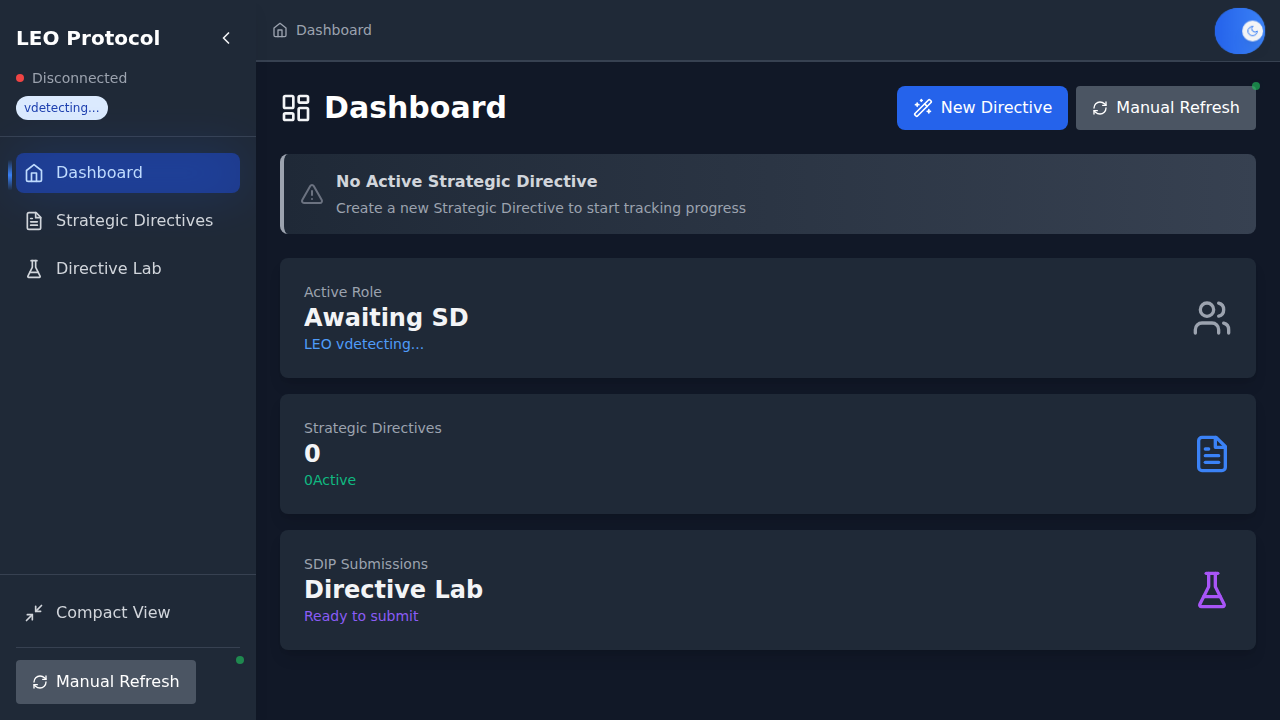 LEO Protocol
Disconnected
vdetecting...
Dashboard
Strategic Directives
Directive Lab
Compact View
Manual Refresh
Dashboard
Dashboard
New Directive
Manual Refresh
No Active Strategic Directive
Create a new Strategic Directive to start tracking progress
Active Role
Awaiting SD
LEO vdetecting...
Strategic Directives
0
0Active
SDIP Submissions
Directive Lab
Ready to submit